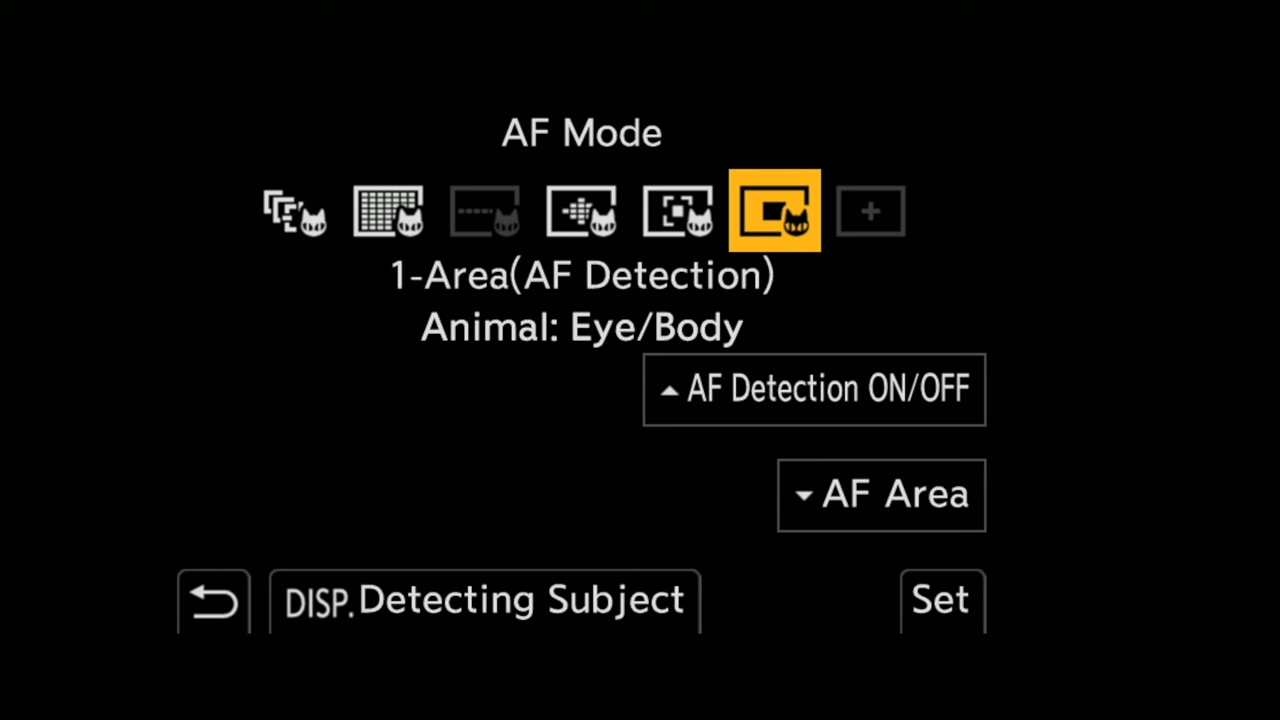 AF Mode
1-Area(AF Detection)
Animal: Eye/Body
AF Detection ON/OFF
AF Area
DISP. Detecting Subject
Set